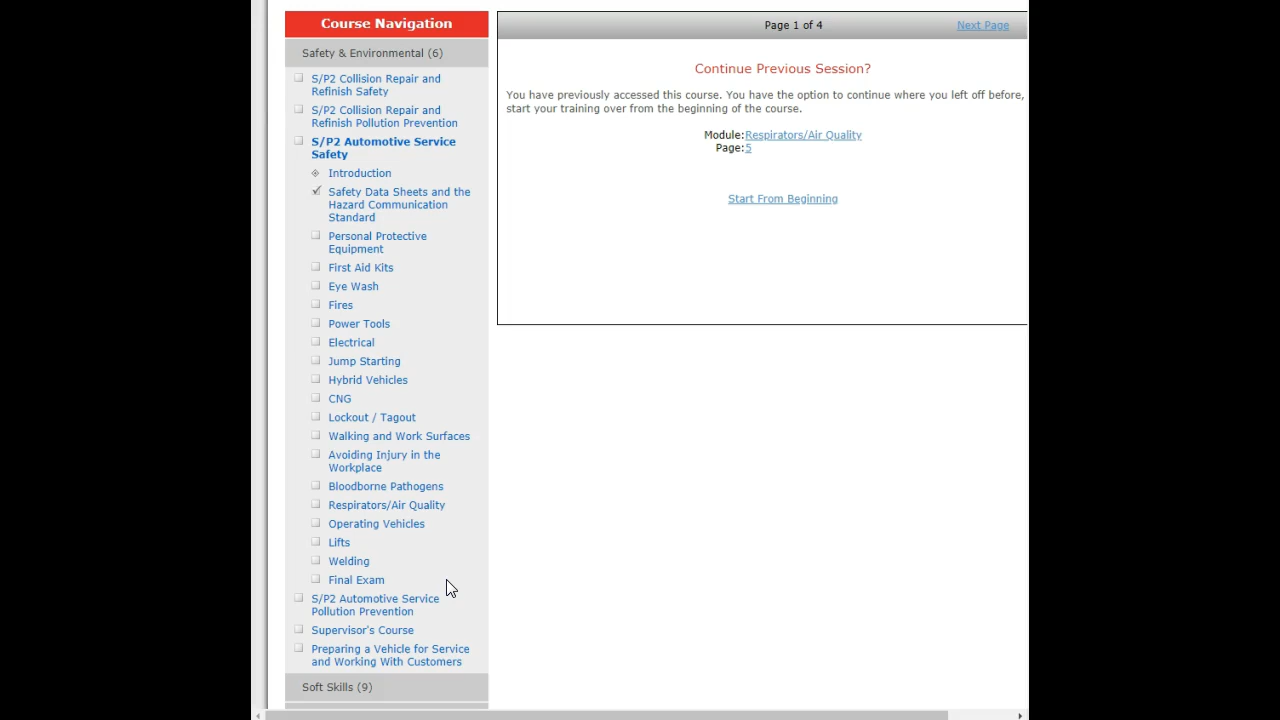 Course Navigation
Safety & Environmental (6)
S/P2 Collision Repair and
Refinish Safety
S/P2 Collision Repair and
Refinish Pollution Prevention
S/P2 Automotive Service
Safety
Introduction
Safety Data Sheets and the
Hazard Communication
Standard
Personal Protective
Equipment
First Aid Kits
Eye Wash
Fires
Power Tools
Electrical
Jump Starting
Hybrid Vehicles
CNG
Lockout / Tagout
Walking and Work Surfaces
Avoiding Injury in the
Workplace
Bloodborne Pathogens
Respirators/Air Quality
Operating Vehicles
Lifts
Welding
Final Exam
S/P2 Automotive Service
Pollution Prevention
Supervisor's Course
Preparing a Vehicle for Service
and Working With Customers
Soft Skills (9)
Page 1 of 4
Next Page
Continue Previous Session?
You have previously accessed this course. You have the option to continue where you left off before,
start your training over from the beginning of the course.
Module:Respirators/Air Quality
Page:5
Start From Beginning